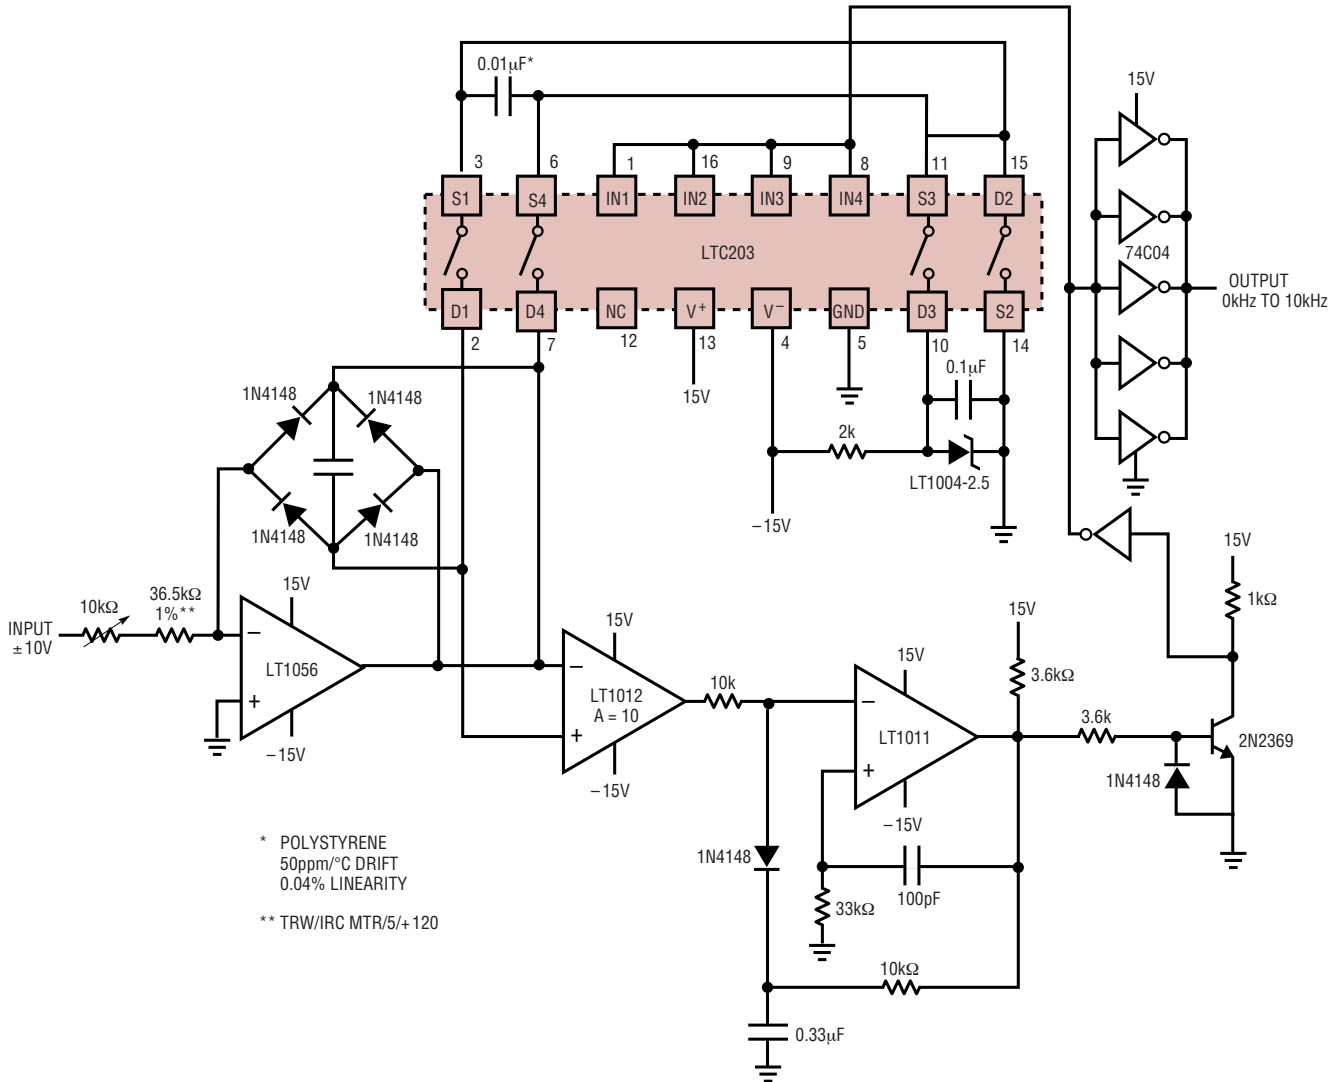 0.01µF*
15V
3
6
1
16
9
8
11
15
S1
S4
IN1
IN2
IN3
IN4
S3
D2
LTC203
74C04
OUTPUT
0kHz TO 10kHz
D1
D4
NC
V+
V−
GND
D3
S2
2
7
12
13
4
5
10
14
15V
0.1µF
1N4148
1N4148
2k
LT1004-2.5
−15V
1N4148
1N4148
15V
1kΩ
10kΩ
36.5kΩ
1%**
15V
INPUT
±10V
−
LT1056
+
−15V
15V
−
LT1012
A = 10
+
−15V
10k
15V
−
LT1011
+
−15V
15V
3.6kΩ
3.6k
2N2369
1N4148
1N4148
100pF
33kΩ
10kΩ
0.33µF
* POLYSTYRENE
50ppm/°C DRIFT
0.04% LINEARITY
** TRW/IRC MTR/5/+120